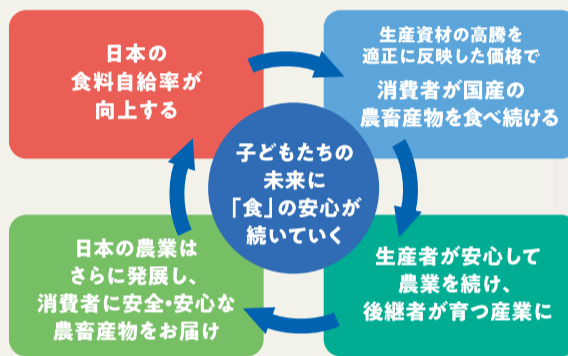 日本の
食料自給率が
向上する
生産資材の高騰を
適正に反映した価格で
消費者が国産の
農畜産物を食べ続ける
子どもたちの
未来に
「食」の安心が
続いていく
日本の農業は
さらに発展し、
消費者に安全・安心な
農畜産物をお届け
生産者が安心して
農業を続け、
後継者が育つ産業に